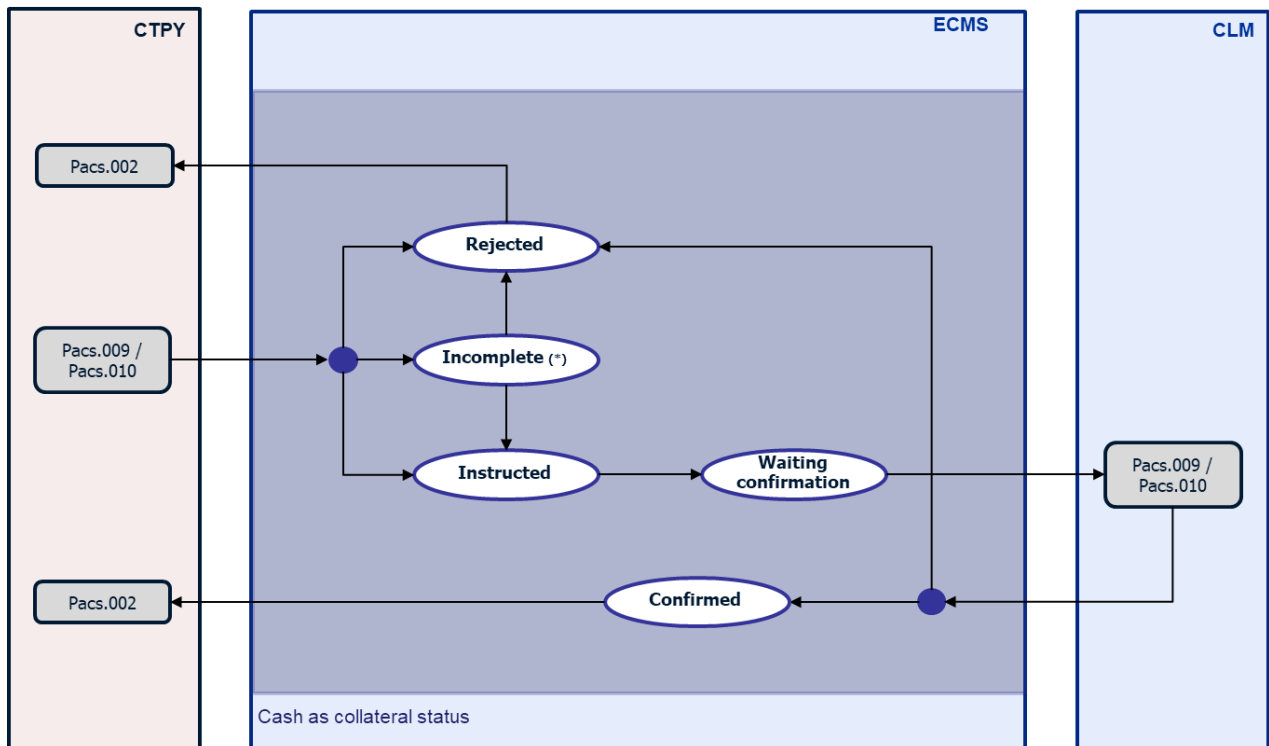 CTPY
ECMS
CLM
Pacs.002
Rejected
Pacs.009 /
Pacs.010
Incomplete (*)
Instructed
Waiting
confirmation
Pacs.009 /
Pacs.010
Pacs.002
Confirmed
Cash as collateral status